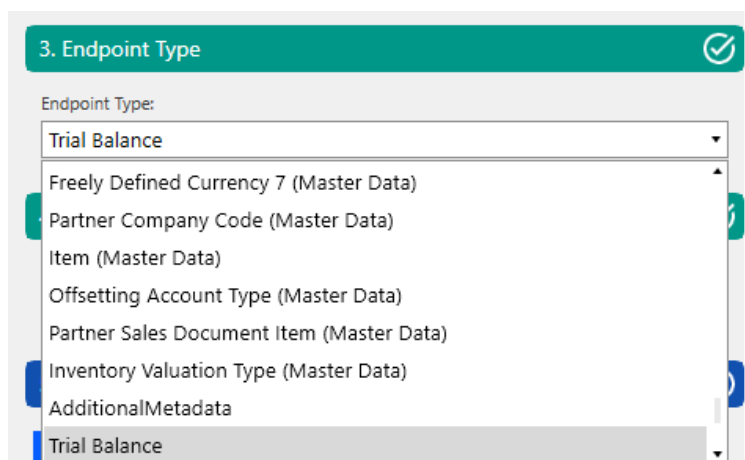 3. Endpoint Type
Endpoint Type:
Trial Balance
Freely Defined Currency 7 (Master Data)
Partner Company Code (Master Data)
Item (Master Data)
Offsetting Account Type (Master Data)
Partner Sales Document Item (Master Data)
Inventory Valuation Type (Master Data)
AdditionalMetadata
Trial Balance